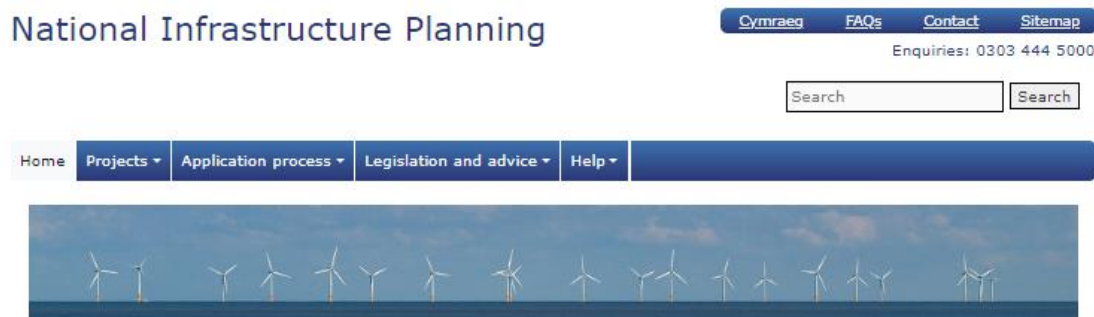 National Infrastructure Planning
Cymraeg FAQs Contact Sitemap
Enquiries: 0303 444 5000
Search Search
Home Projects Application process Legislation and advice Help